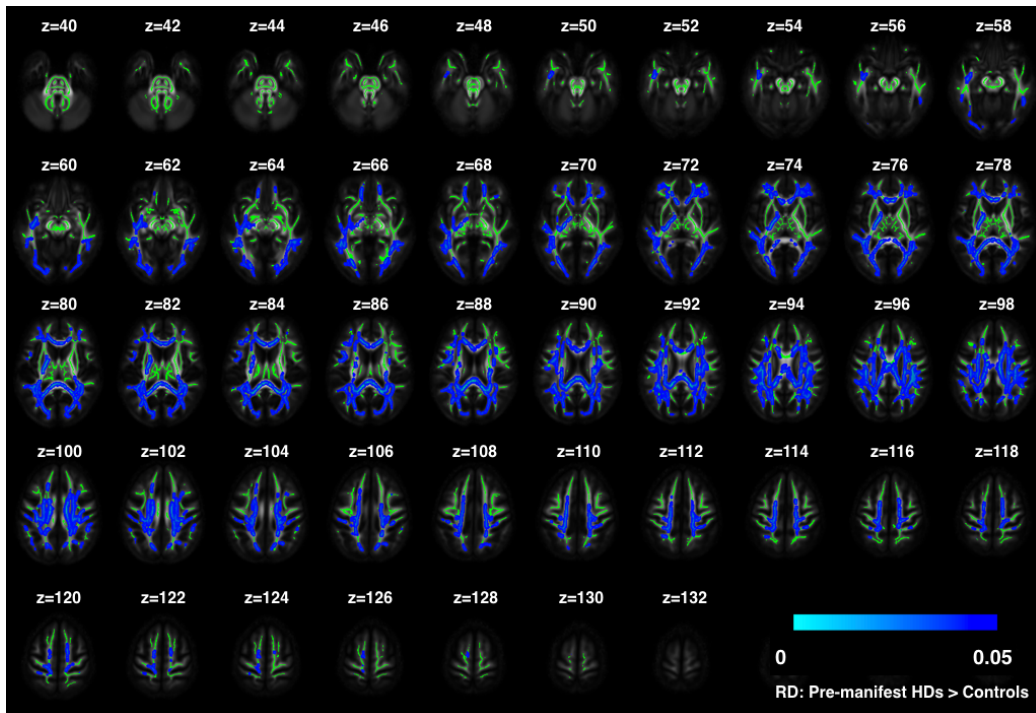 z=40 z=42 z=44 z=46 z=48 z=50 z=52 z=54 z=56 z=58
z=60 z=62 z=64 z=66 z=68 z=70 z=72 z=74 z=76 z=78
z=80 z=82 z=84 z=86 z=88 z=90 z=92 z=94 z=96 z=98
z=100 z=102 z=104 z=106 z=108 z=110 z=112 z=114 z=116 z=118
z=120 z=122 z=124 z=126 z=128 z=130 z=132
0 0.05
RD: Pre-manifest HDs > Controls